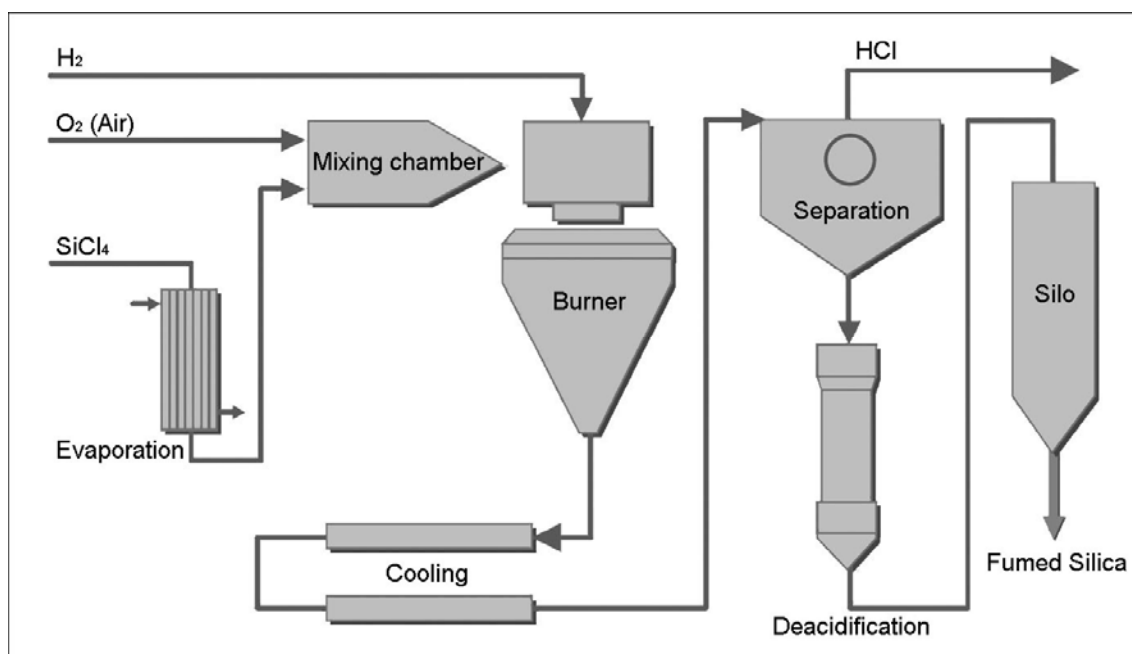 H₂
HCl
O₂ (Air)
Mixing chamber
Separation
SiCl₄
Burner
Silo
Evaporation
Cooling
Fumed Silica
Deacidification